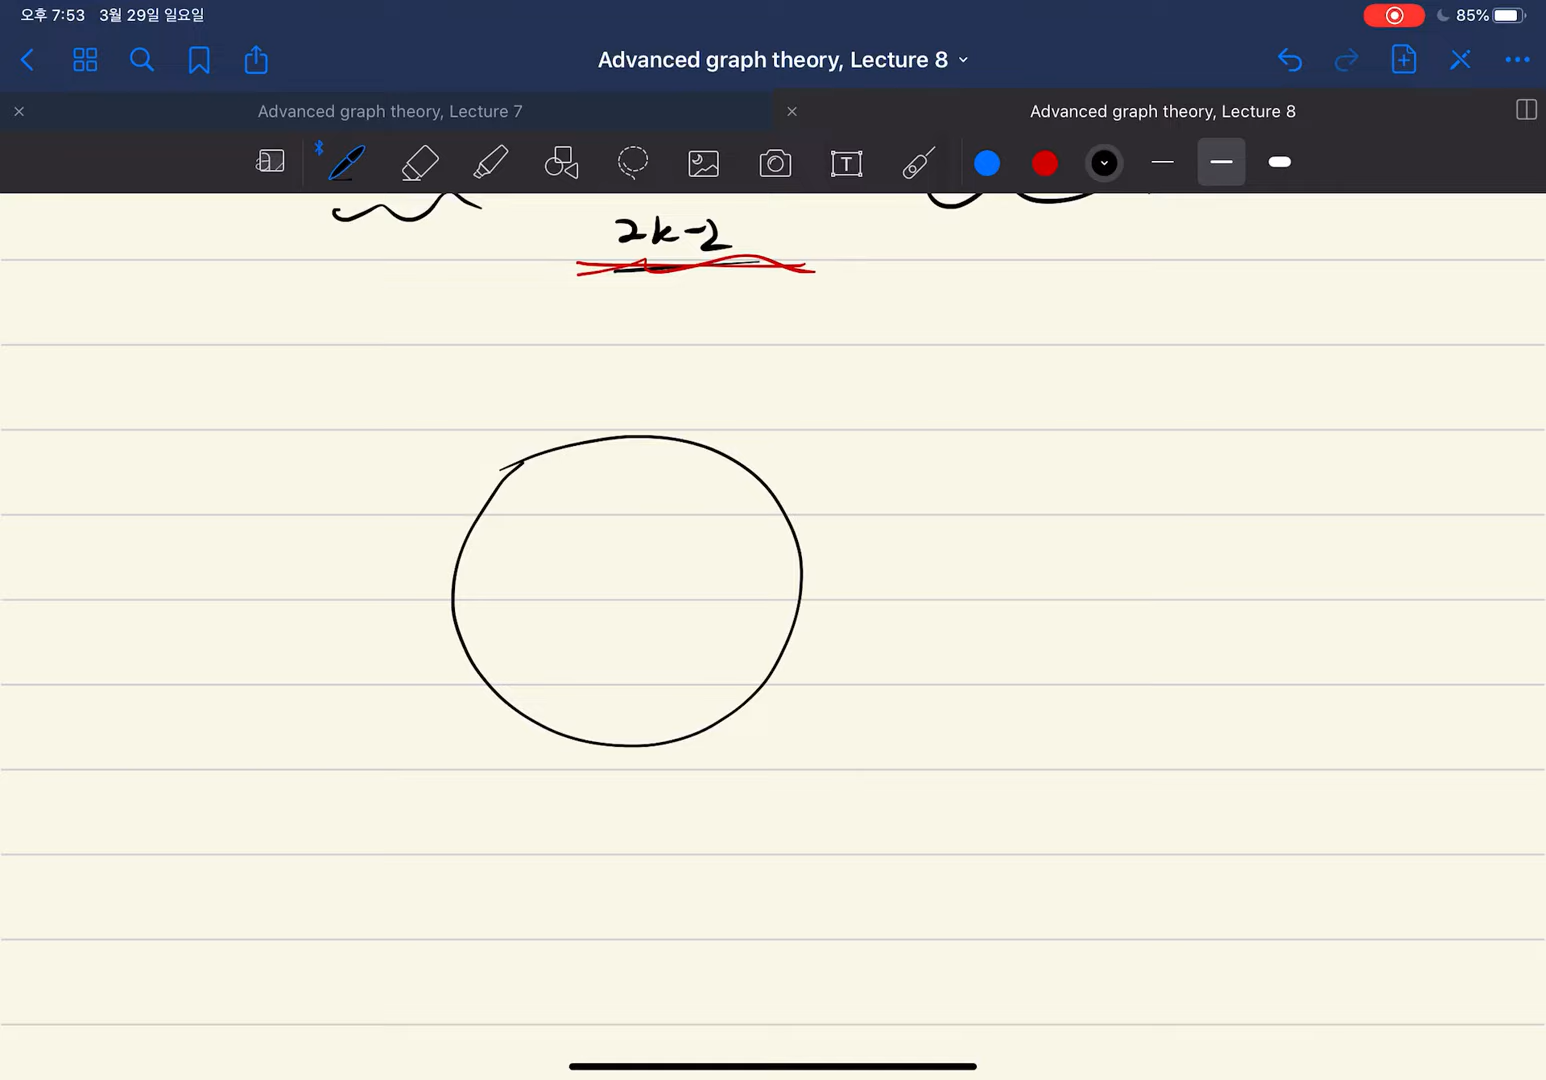 오후 7:53 3월 29일 일요일
85%
Advanced graph theory, Lecture 8
Advanced graph theory, Lecture 7
Advanced graph theory, Lecture 8
T
2k-2